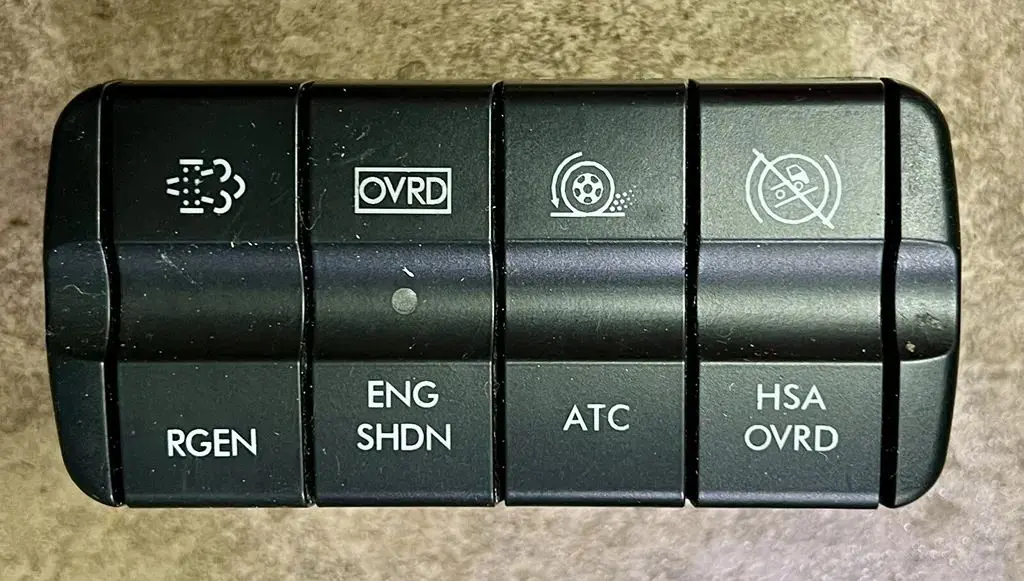 OVRD
RGEN
ENG
SHDN
ATC
HSA
OVRD